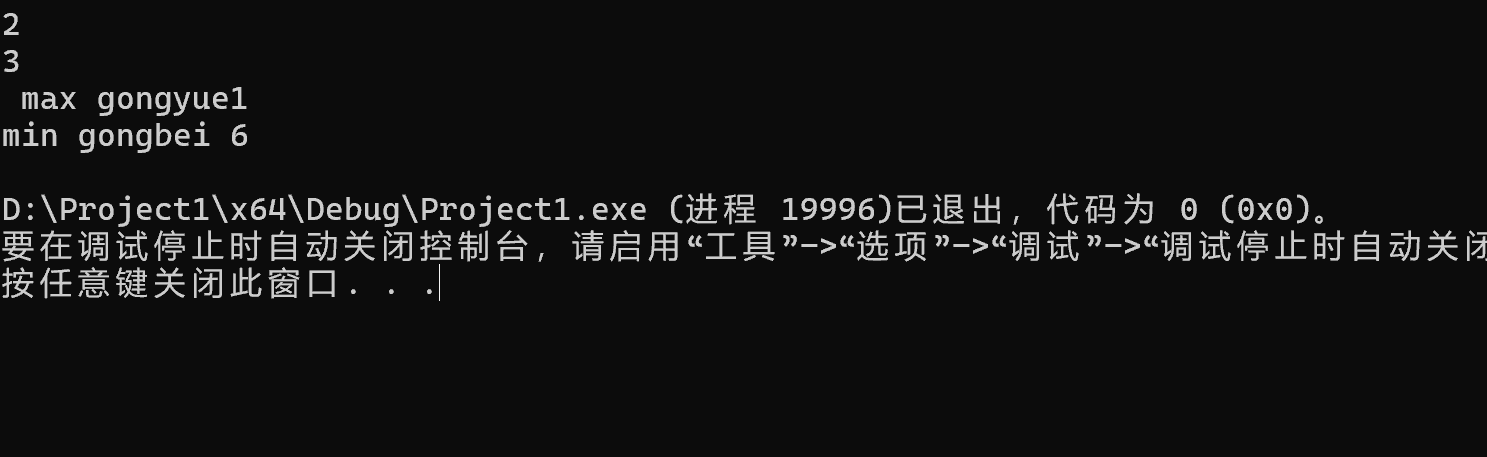 2
3
 max gongyue1
min gongbei 6
D:\Project1\x64\Debug\Project1.exe (进程 19996)已退出，代码为 0 (0x0)。
要在调试停止时自动关闭控制台，请启用“工具”->“选项”->“调试”->“调试停止时自动关闭
按任意键关闭此窗口. . .